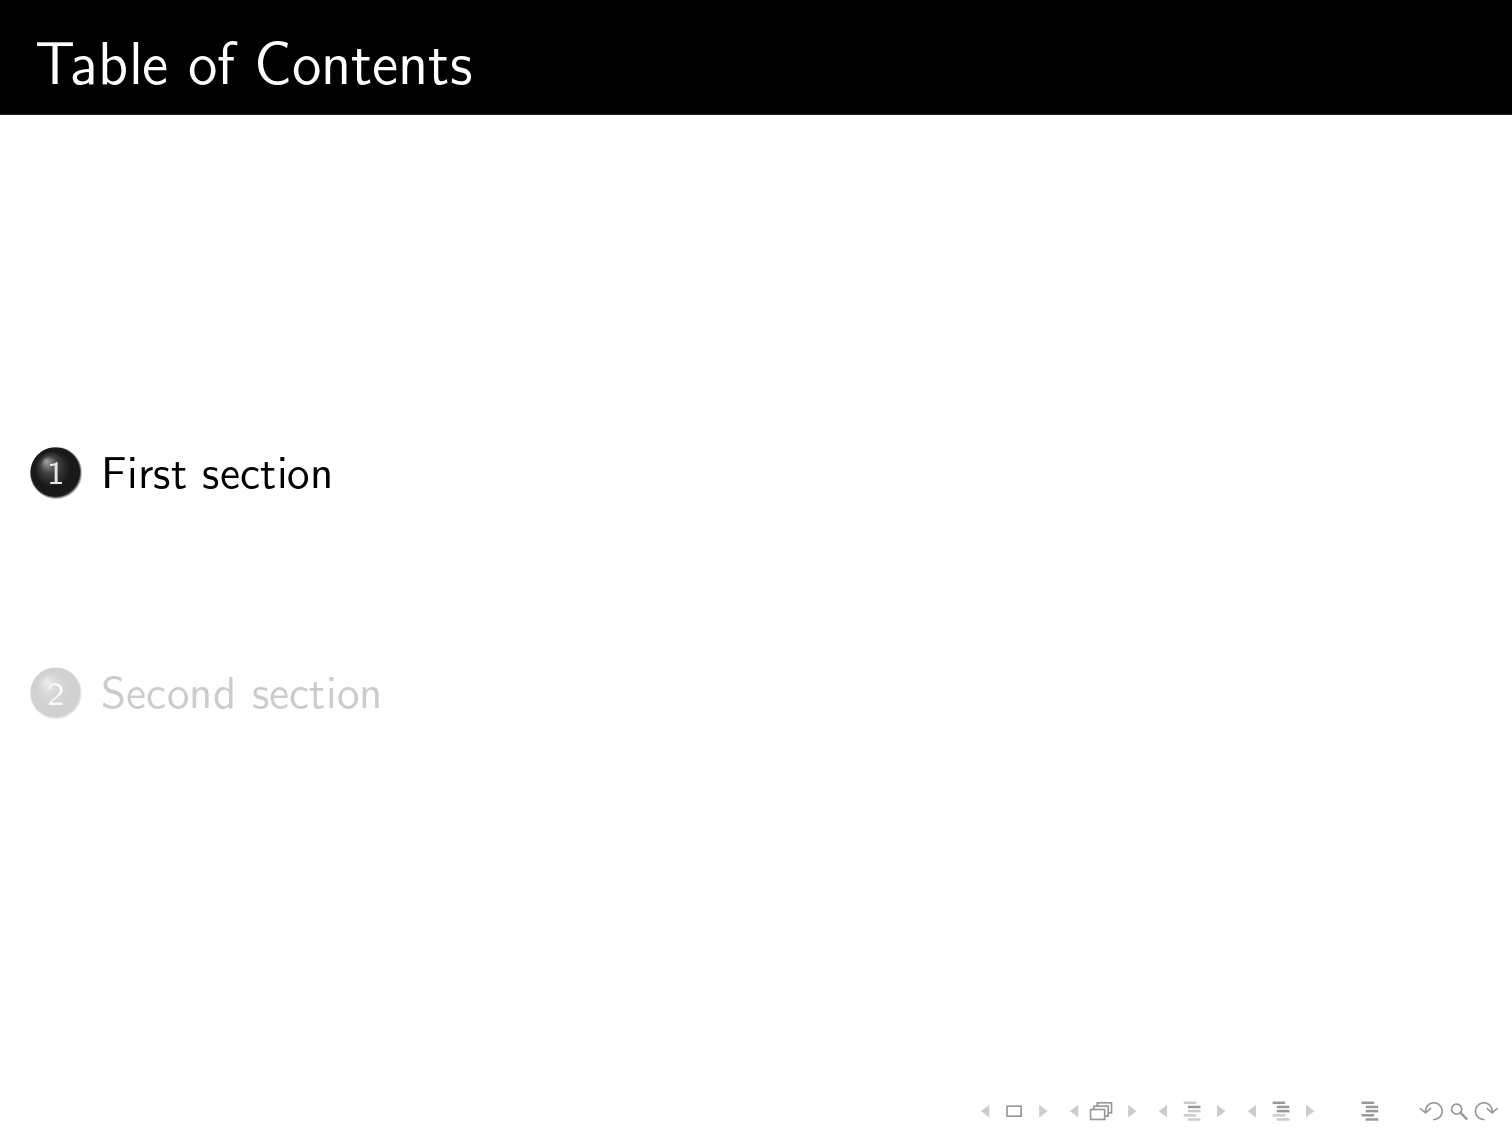 Table of Contents
1 First section
2 Second section